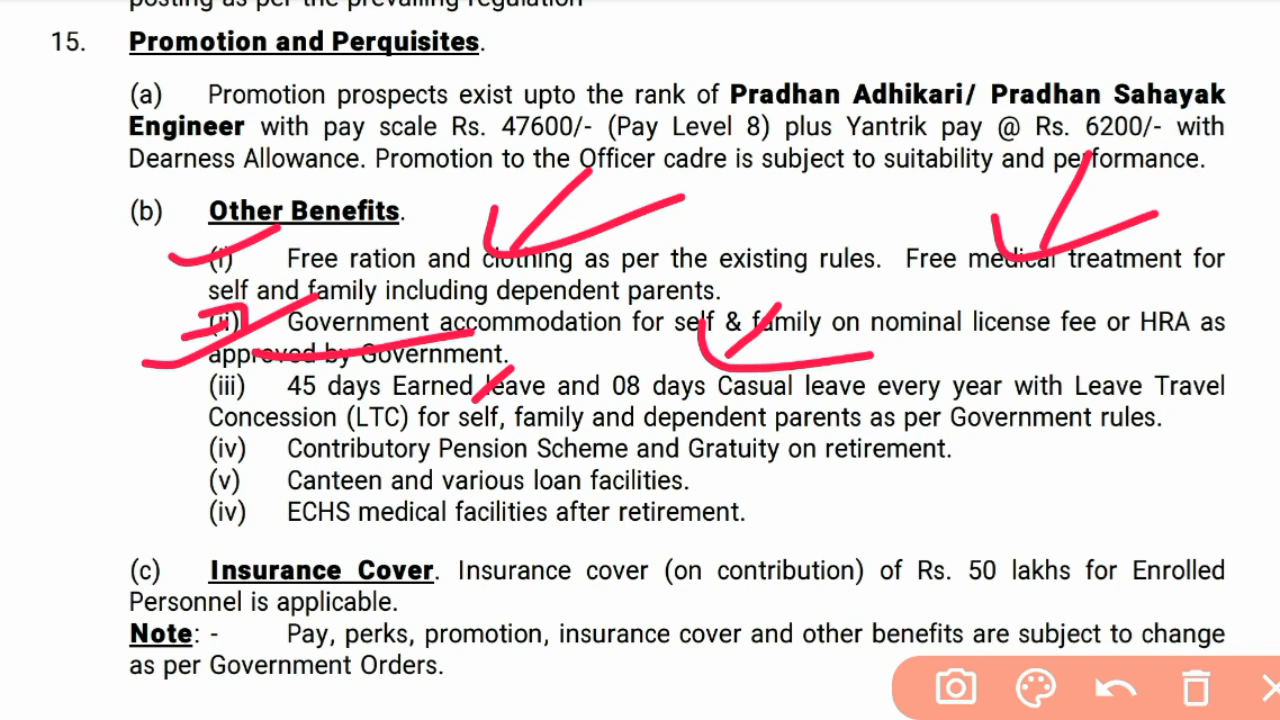 posting as per the prevailing regulation
15. Promotion and Perquisites.
(a) Promotion prospects exist upto the rank of Pradhan Adhikari/ Pradhan Sahayak
Engineer with pay scale Rs. 47600/- (Pay Level 8) plus Yantrik pay @ Rs. 6200/- with
Dearness Allowance. Promotion to the Officer cadre is subject to suitability and performance.
(b) Other Benefits.
(i) Free ration and clothing as per the existing rules. Free medical treatment for
self and family including dependent parents.
(ii) Government accommodation for self & family on nominal license fee or HRA as
approved by Government.
(iii) 45 days Earned leave and 08 days Casual leave every year with Leave Travel
Concession (LTC) for self, family and dependent parents as per Government rules.
(iv) Contributory Pension Scheme and Gratuity on retirement.
(v) Canteen and various loan facilities.
(iv) ECHS medical facilities after retirement.
(c) Insurance Cover. Insurance cover (on contribution) of Rs. 50 lakhs for Enrolled
Personnel is applicable.
Note: - Pay, perks, promotion, insurance cover and other benefits are subject to change
as per Government Orders.